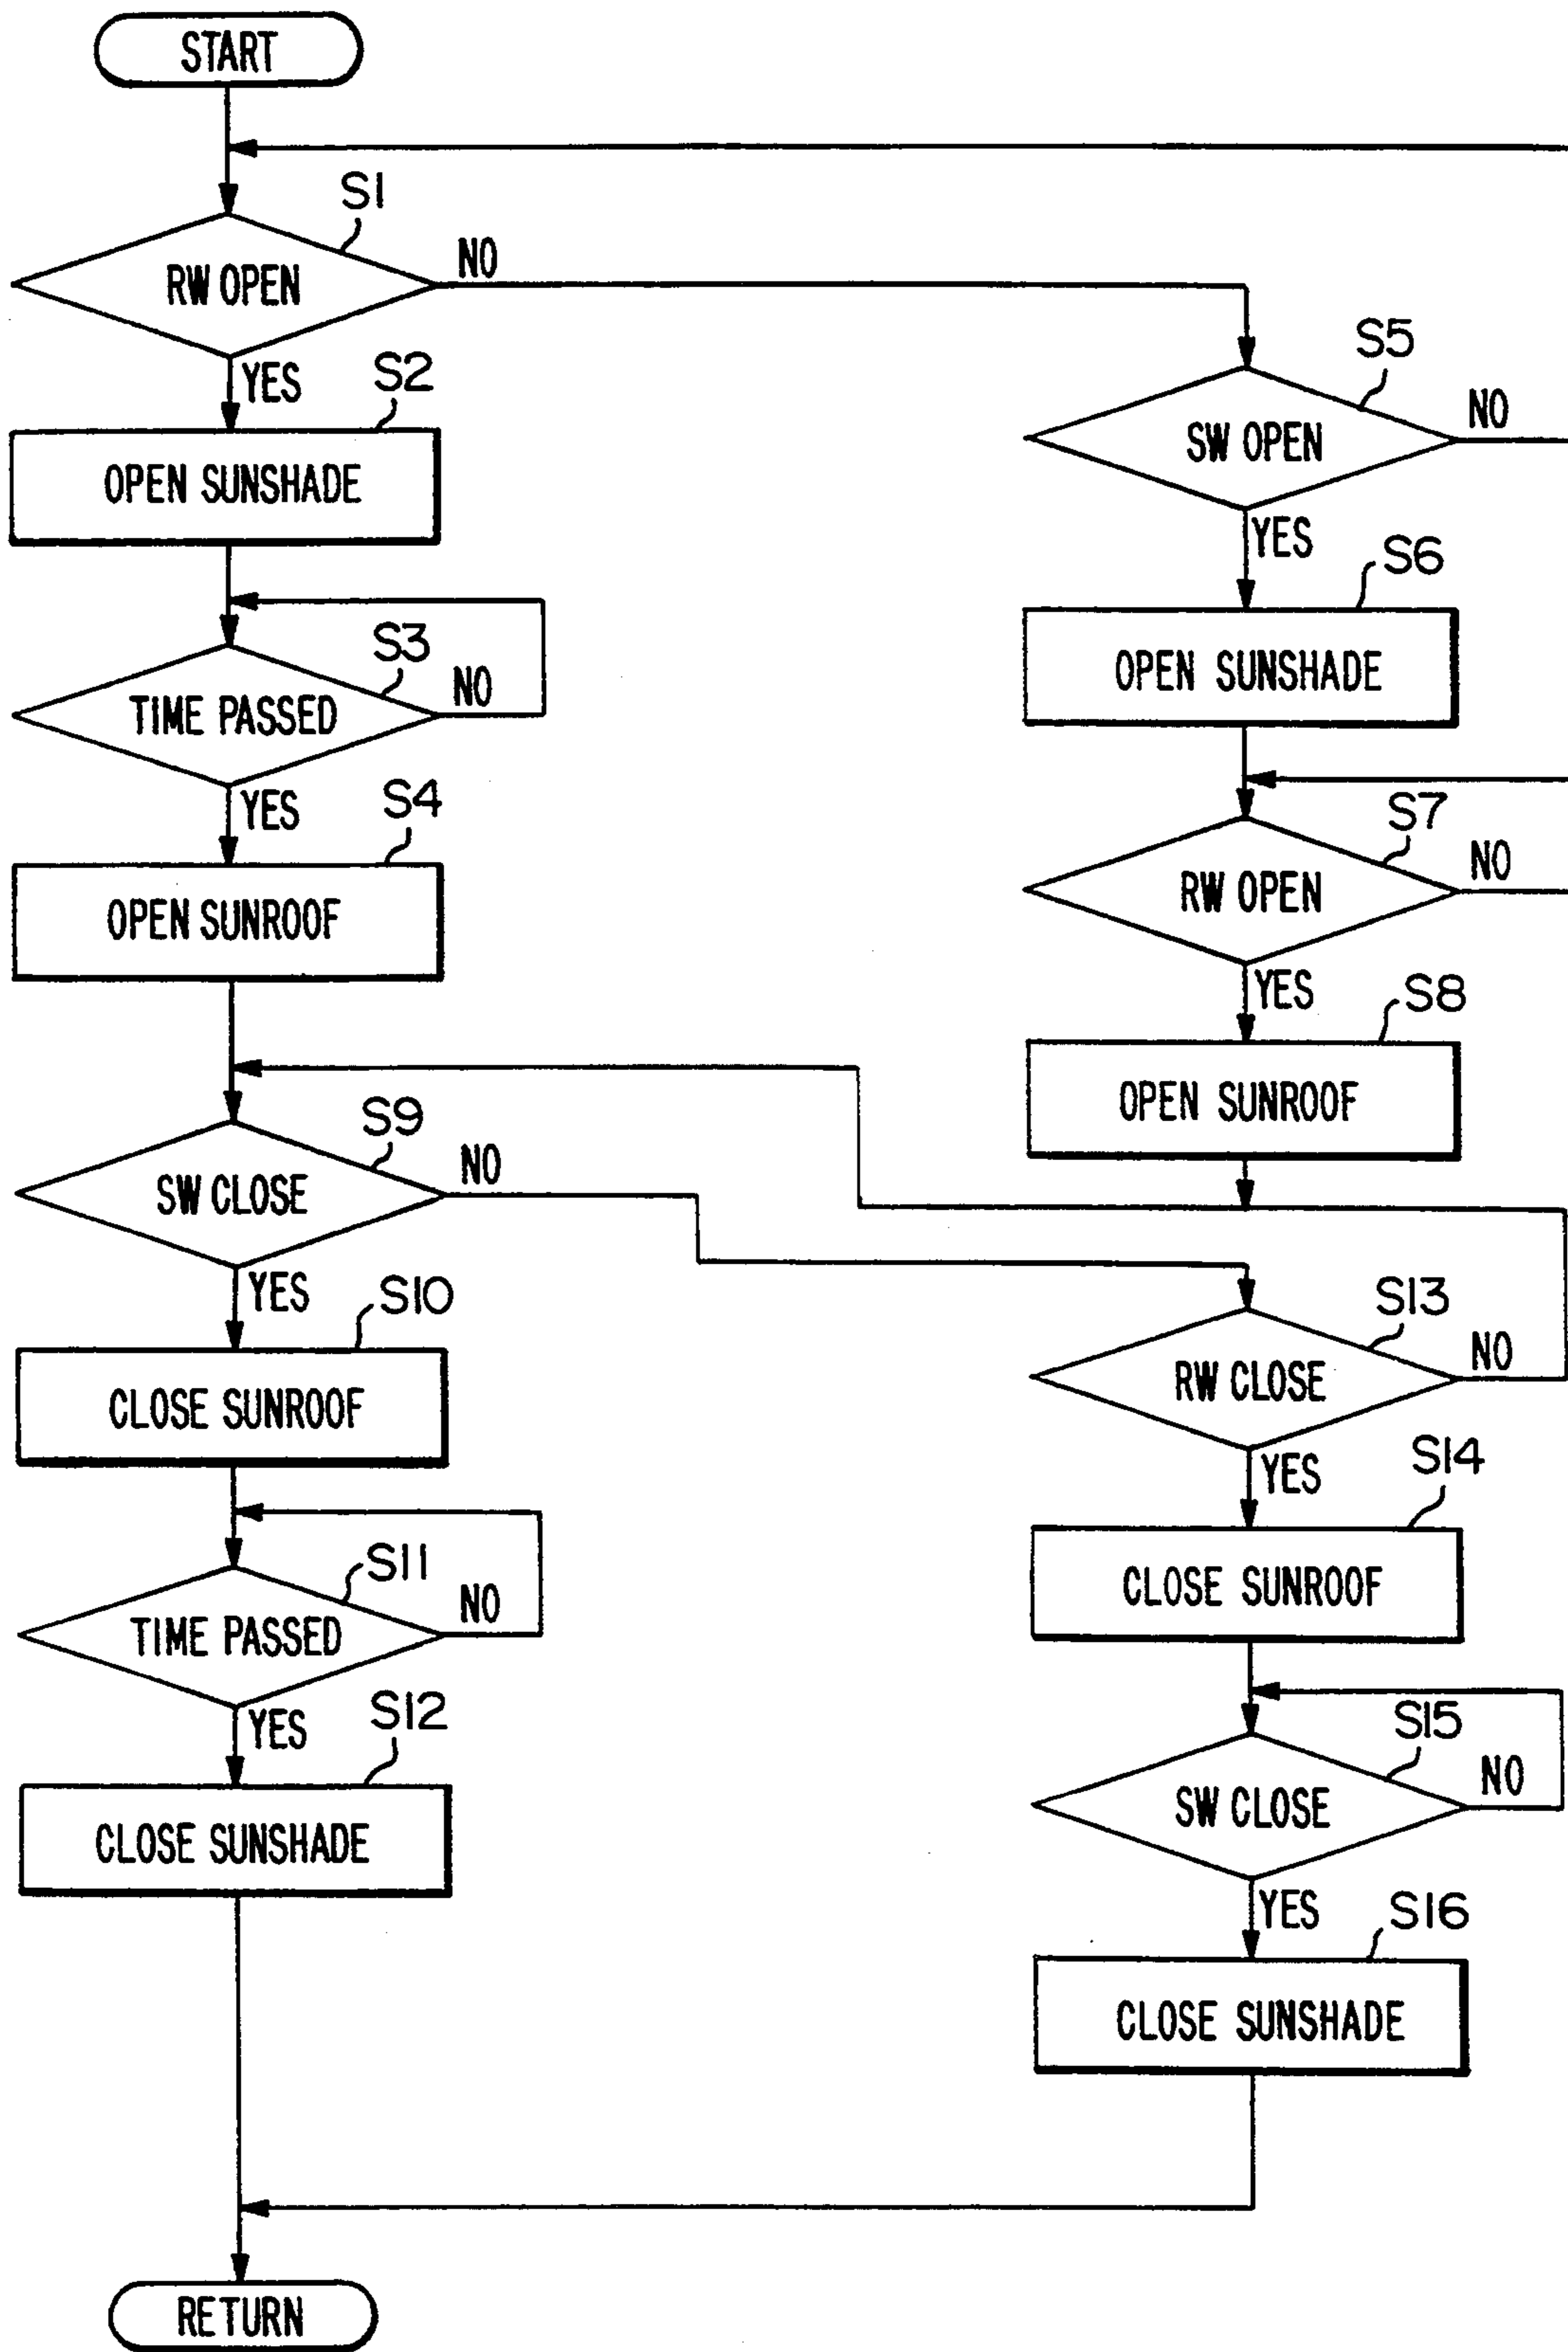 START
S1
RW OPEN
NO
YES
S2
OPEN SUNSHADE
S3
TIME PASSED
NO
YES
S4
OPEN SUNROOF
S5
SW OPEN
NO
YES
S6
OPEN SUNSHADE
S7
RW OPEN
NO
YES
S8
OPEN SUNROOF
S9
SW CLOSE
NO
YES
S10
CLOSE SUNROOF
S11
TIME PASSED
NO
YES
S12
CLOSE SUNSHADE
S13
RW CLOSE
NO
YES
S14
CLOSE SUNROOF
S15
SW CLOSE
NO
YES
S16
CLOSE SUNSHADE
RETURN